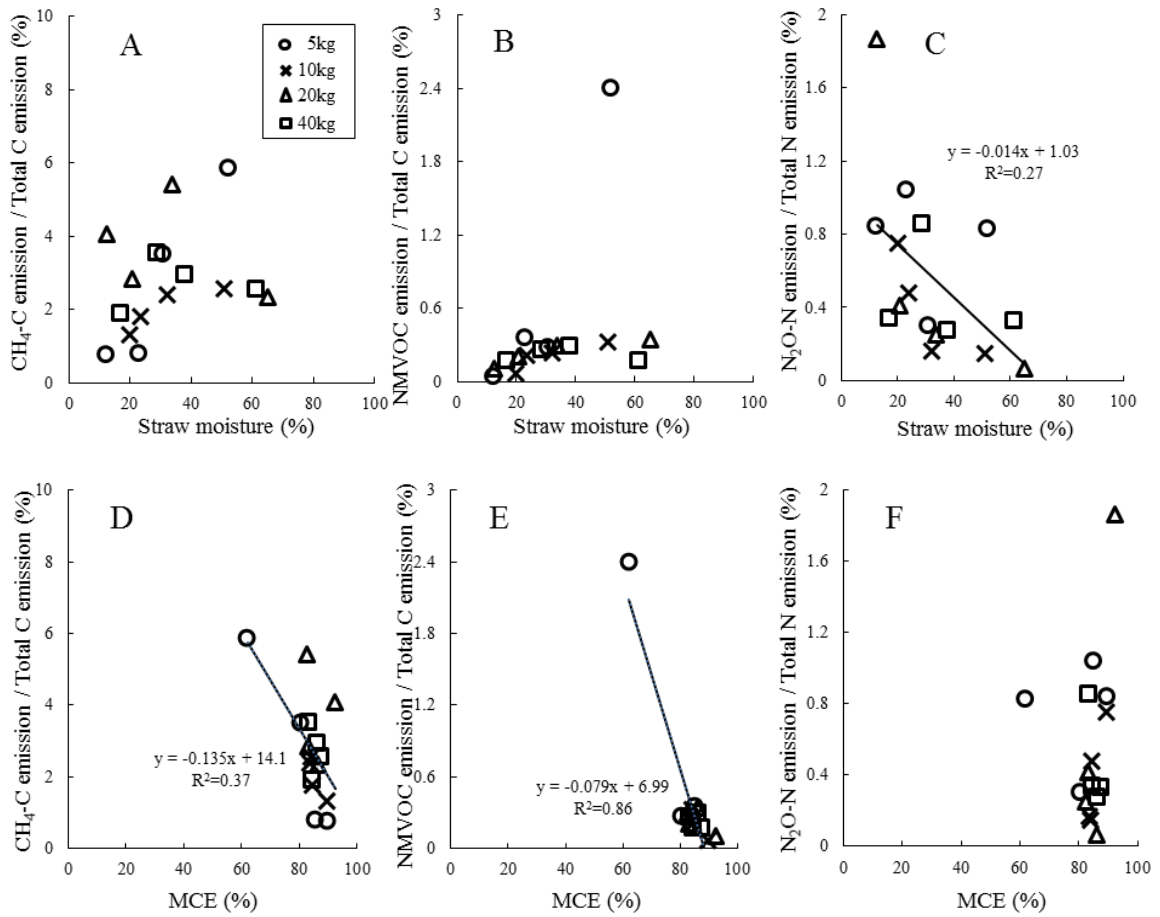 CH₄-C emission / Total C emission (%)
10
8
6
4
2
0
A
5kg
10kg
20kg
40kg
0 20 40 60 80 100
Straw moisture (%)
NMVOC emission / Total C emission (%)
3
2.4
1.8
1.2
0.6
0
B
0 20 40 60 80 100
Straw moisture (%)
N₂O-N emission / Total N emission (%)
2
1.6
1.2
0.8
0.4
0
C
y = -0.014x + 1.03
R²=0.27
0 20 40 60 80 100
Straw moisture (%)
CH₄-C emission / Total C emission (%)
10
8
6
4
2
0
D
y = -0.135x + 14.1
R²=0.37
0 20 40 60 80 100
MCE (%)
NMVOC emission / Total C emission (%)
3
2.4
1.8
1.2
0.6
0
E
y = -0.079x + 6.99
R²=0.86
0 20 40 60 80 100
MCE (%)
N₂O-N emission / Total N emission (%)
2
1.6
1.2
0.8
0.4
0
F
0 20 40 60 80 100
MCE (%)